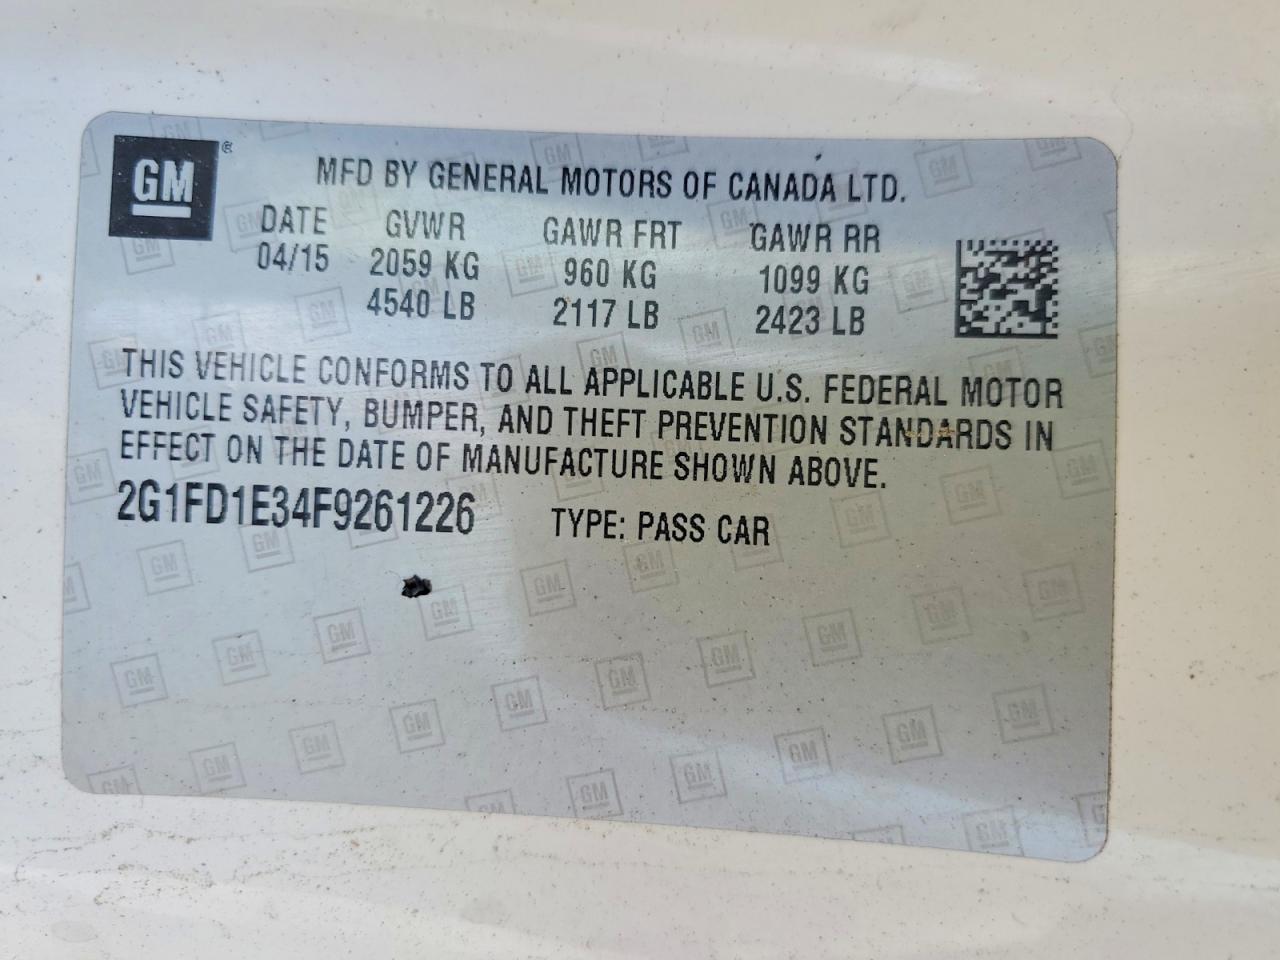 GM ®
MFD BY GENERAL MOTORS OF CANADA LTD.
DATE GVWR GAWR FRT GAWR RR
04/15 2059 KG 960 KG 1099 KG
4540 LB 2117 LB 2423 LB
THIS VEHICLE CONFORMS TO ALL APPLICABLE U.S. FEDERAL MOTOR
VEHICLE SAFETY, BUMPER, AND THEFT PREVENTION STANDARDS IN
EFFECT ON THE DATE OF MANUFACTURE SHOWN ABOVE.
2G1FD1E34F9261226 TYPE: PASS CAR